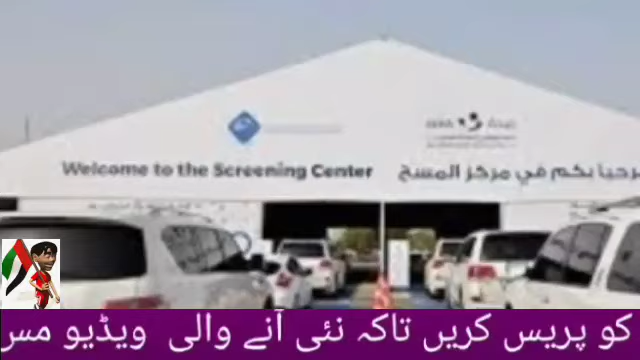 Welcome to the Screening Center
مرحبا بكم في مركز المسح
کو پریس کریں تاکہ نئی آنے والی ویڈیو مس